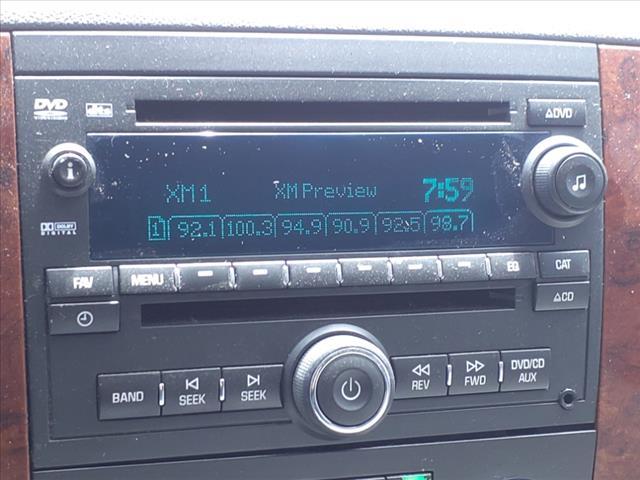 DVD
dts
△DVD
i
XM1 XM Preview 7:59
1 92.1 100.3 94.9 90.9 92.5 98.7
DOLBY
DIGITAL
FAV MENU EQ CAT
△CD
BAND SEEK SEEK REV FWD DVD/CD
AUX